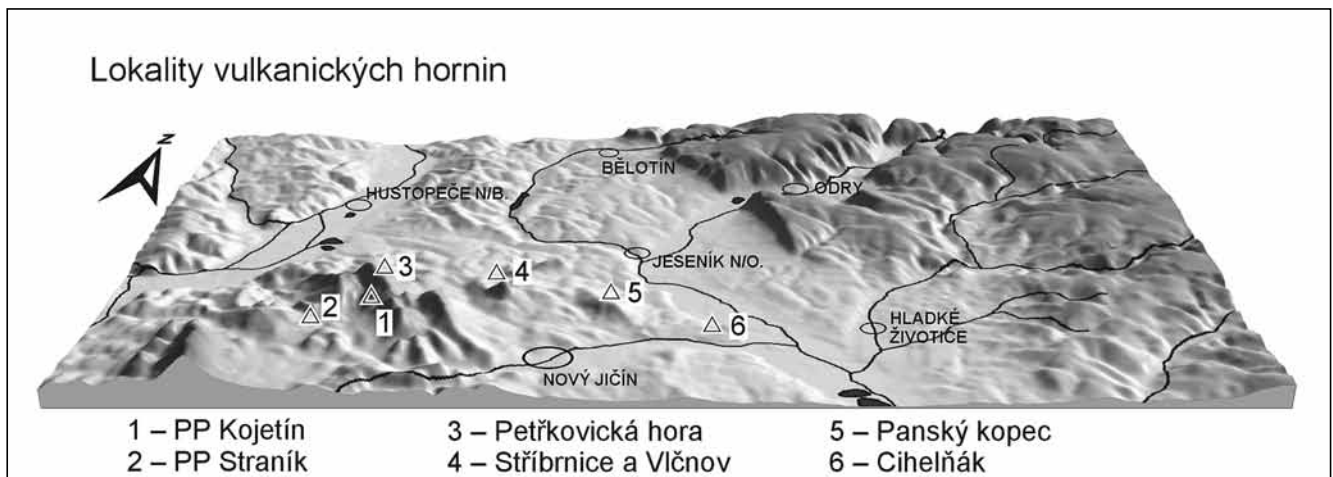 Lokality vulkanických hornin
N
BĚLOTÍN
ODRY
HUSTOPEČE N/B.
JESENÍK N/O.
3
4
5
2
1
6
HLADKÉ
ŽIVOTICE
NOVÝ JIČÍN
1 – PP Kojetín
2 – PP Straník
3 – Petřkovická hora
4 – Stříbrnice a Vlčnov
5 – Panský kopec
6 – Cihelňák